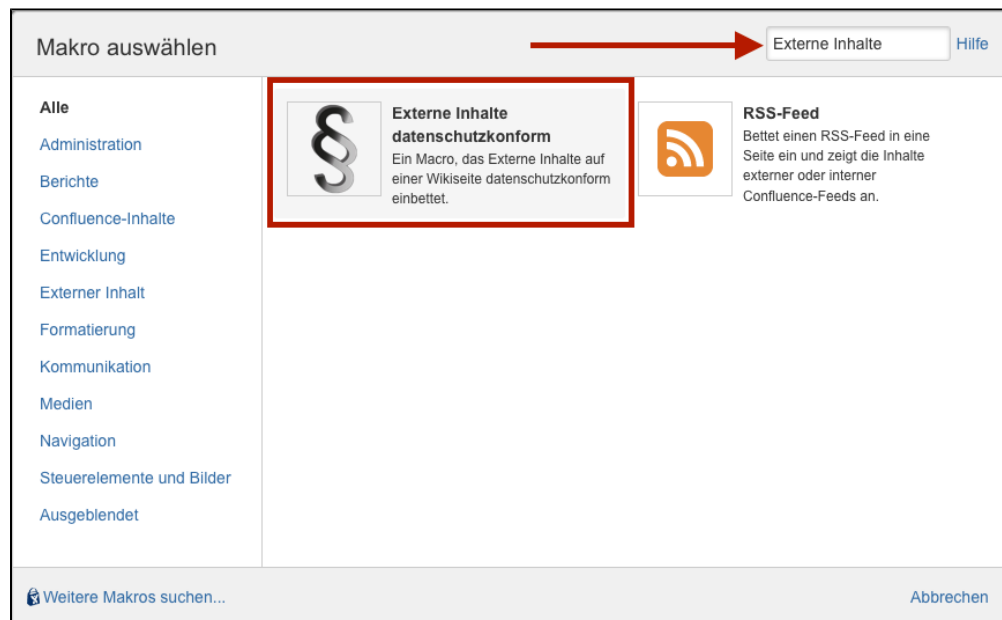 Makro auswählen
Externe Inhalte
Hilfe
Alle
Administration
Berichte
Confluence-Inhalte
Entwicklung
Externer Inhalt
Formatierung
Kommunikation
Medien
Navigation
Steuerelemente und Bilder
Ausgeblendet
Externe Inhalte
datenschutzkonform
Ein Macro, das Externe Inhalte auf
einer Wikiseite datenschutzkonform
einbettet.
RSS-Feed
Bettet einen RSS-Feed in eine
Seite ein und zeigt die Inhalte
externer oder interner
Confluence-Feeds an.
Weitere Makros suchen...
Abbrechen